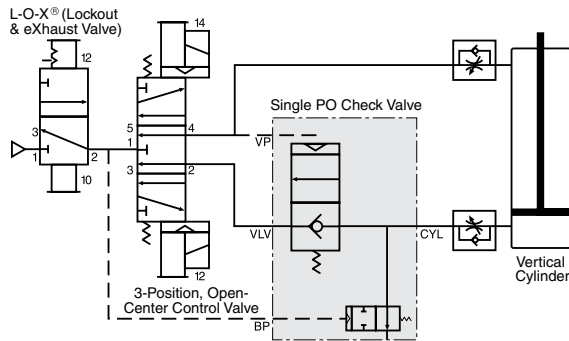 L-O-X® (Lockout
& eXhaust Valve)
12
14
3
1
2
10
5
4
1
3
2
12
Single PO Check Valve
VP
VLV
CYL
BP
3-Position, Open-
Center Control Valve
Vertical
Cylinder